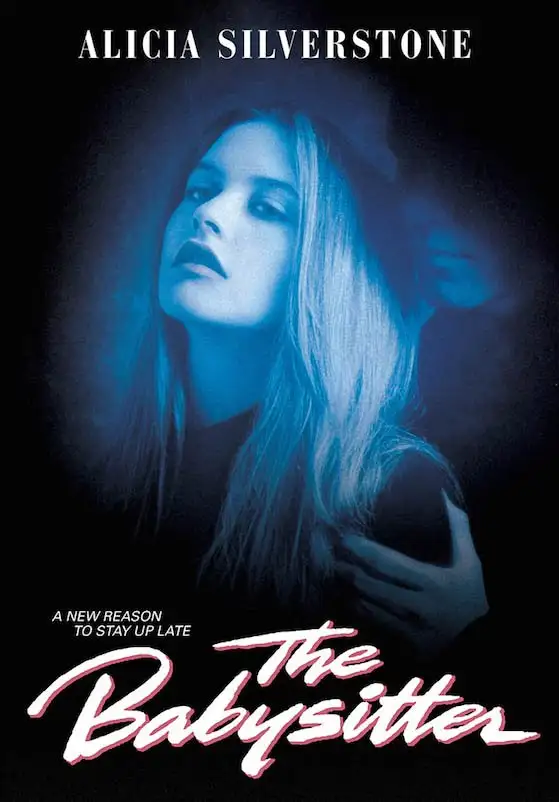 ALICIA SILVERSTONE
A NEW REASON
TO STAY UP LATE
The
Babysitter